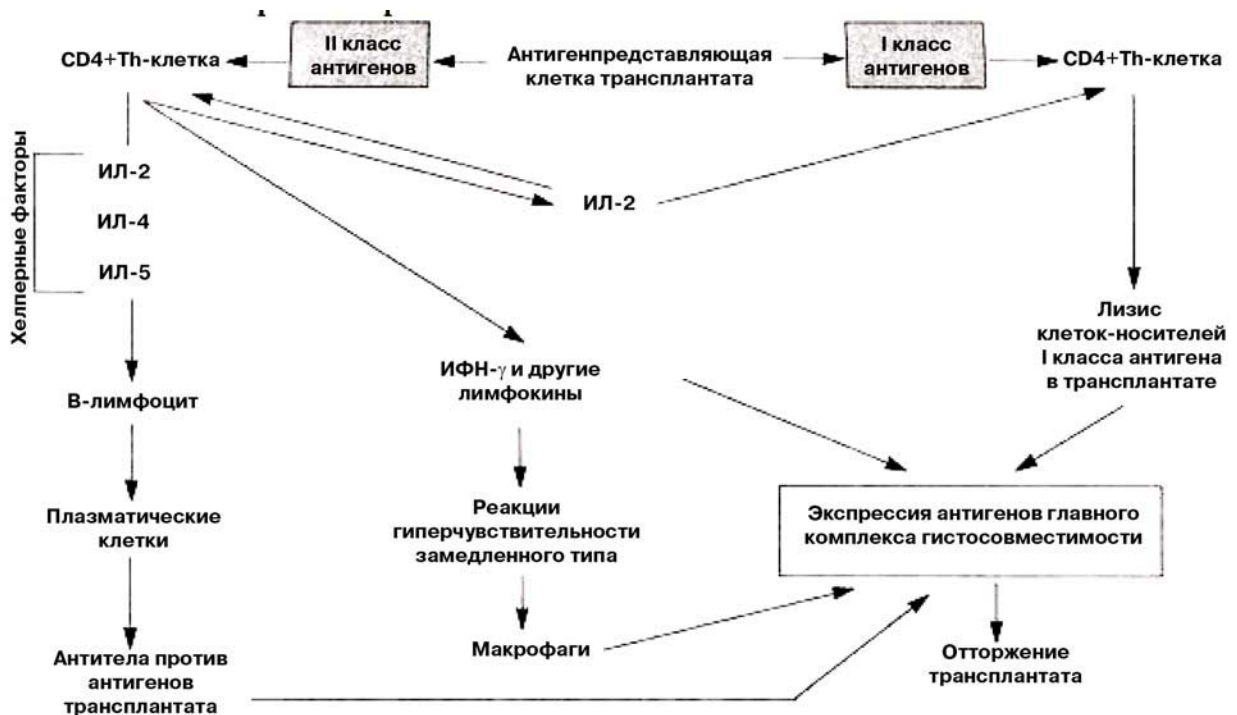 CD4+Th-клетка
II класс
антигенов
Антигенпредставляющая
клетка трансплантата
I класс
антигенов
CD4+Th-клетка
Хелперные факторы
ИЛ-2
ИЛ-4
ИЛ-5
ИЛ-2
Лизис
клеток-носителей
I класса антигена
в трансплантате
В-лимфоцит
ИФН-γ и другие
лимфокины
Плазматические
клетки
Реакции
гиперчувствительности
замедленного типа
Экспрессия антигенов главного
комплекса гистосовместимости
Антитела против
антигенов
трансплантата
Макрофаги
Отторжение
трансплантата